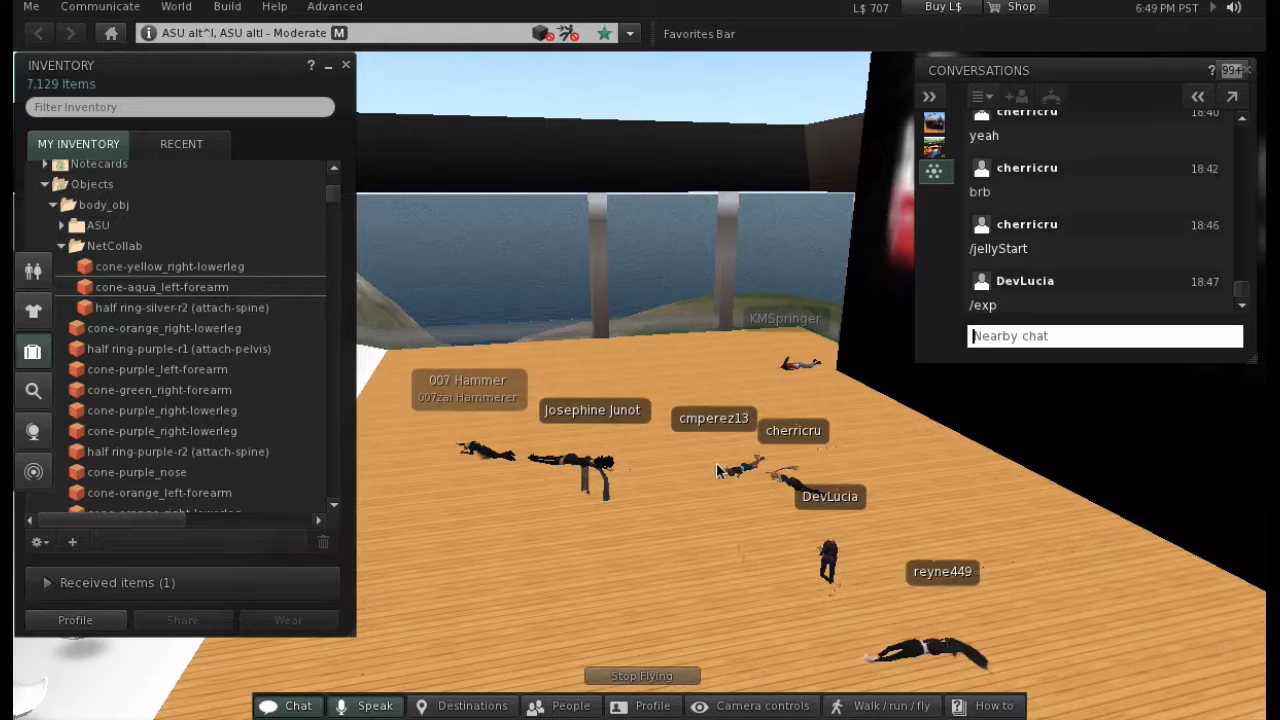 Me Communicate World Build Help Advanced L$ 707 Buy L$ Shop 6:49 PM PST
ASU alt^I, ASU altI - Moderate M Favorites Bar
INVENTORY ?
7,129 Items
Filter Inventory
MY INVENTORY RECENT
Notecards
Objects
body_obj
ASU
NetCollab
cone-yellow_right-lowerleg
cone-aqua_left-forearm
half ring-silver-r2 (attach-spine)
cone-orange_right-lowerleg
half ring-purple-r1 (attach-pelvis)
cone-purple_left-forearm
cone-green_right-forearm
cone-purple_right-lowerleg
cone-purple_right-lowerleg
half ring-purple-r2 (attach-spine)
cone-purple_nose
cone-orange_left-forearm
Received items (1)
Profile Share Wear
CONVERSATIONS ? 99+
cherricru 18:40
yeah
cherricru 18:42
brb
cherricru 18:46
/jellyStart
DevLucia 18:47
/exp
Nearby chat
KMSpringer
007 Hammer
007zai Hammerer
Josephine Junot
cmperez13
cherricru
DevLucia
reyne449
Stop Flying
Chat Speak Destinations People Profile Camera controls Walk / run / fly How to